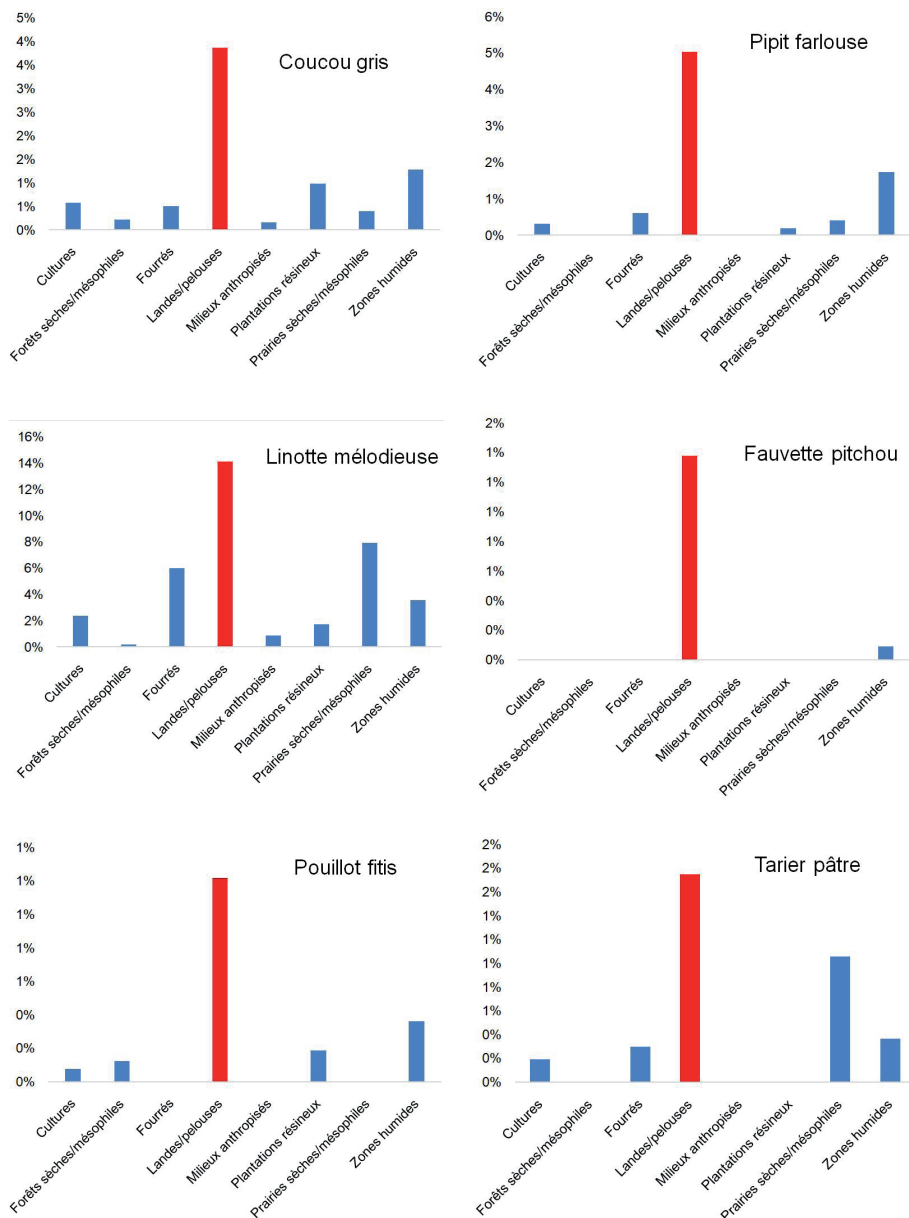 Coucou gris
5%
4%
4%
3%
3%
2%
2%
1%
1%
0%
Cultures
Forêts sèches/mésophiles
Fourrés
Landes/pelouses
Milieux anthropisés
Plantations résineux
Prairies sèches/mésophiles
Zones humides
Pipit farlouse
6%
5%
4%
3%
2%
1%
0%
Cultures
Forêts sèches/mésophiles
Fourrés
Landes/pelouses
Milieux anthropisés
Plantations résineux
Prairies sèches/mésophiles
Zones humides
Linotte mélodieuse
16%
14%
12%
10%
8%
6%
4%
2%
0%
Cultures
Forêts sèches/mésophiles
Fourrés
Landes/pelouses
Milieux anthropisés
Plantations résineux
Prairies sèches/mésophiles
Zones humides
Fauvette pitchou
2%
1%
1%
1%
1%
1%
0%
0%
0%
Cultures
Forêts sèches/mésophiles
Fourrés
Landes/pelouses
Milieux anthropisés
Plantations résineux
Prairies sèches/mésophiles
Zones humides
Pouillot fitis
1%
1%
1%
1%
1%
0%
0%
0%
Cultures
Forêts sèches/mésophiles
Fourrés
Landes/pelouses
Milieux anthropisés
Plantations résineux
Prairies sèches/mésophiles
Zones humides
Tarier pâtre
2%
2%
2%
1%
1%
1%
1%
0%
0%
0%
Cultures
Forêts sèches/mésophiles
Fourrés
Landes/pelouses
Milieux anthropisés
Plantations résineux
Prairies sèches/mésophiles
Zones humides